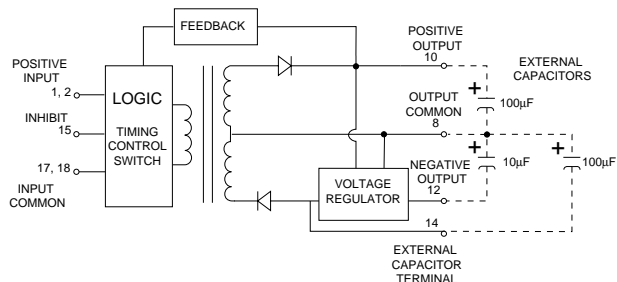 FEEDBACK
POSITIVE
OUTPUT
10
EXTERNAL
CAPACITORS
POSITIVE
INPUT
1, 2
LOGIC
TIMING
CONTROL
SWITCH
INHIBIT
15
17, 18
INPUT
COMMON
+
100µF
OUTPUT
COMMON
8
+
10µF
+
100µF
NEGATIVE
OUTPUT
12
VOLTAGE
REGULATOR
14
EXTERNAL
CAPACITOR
TERMINAL